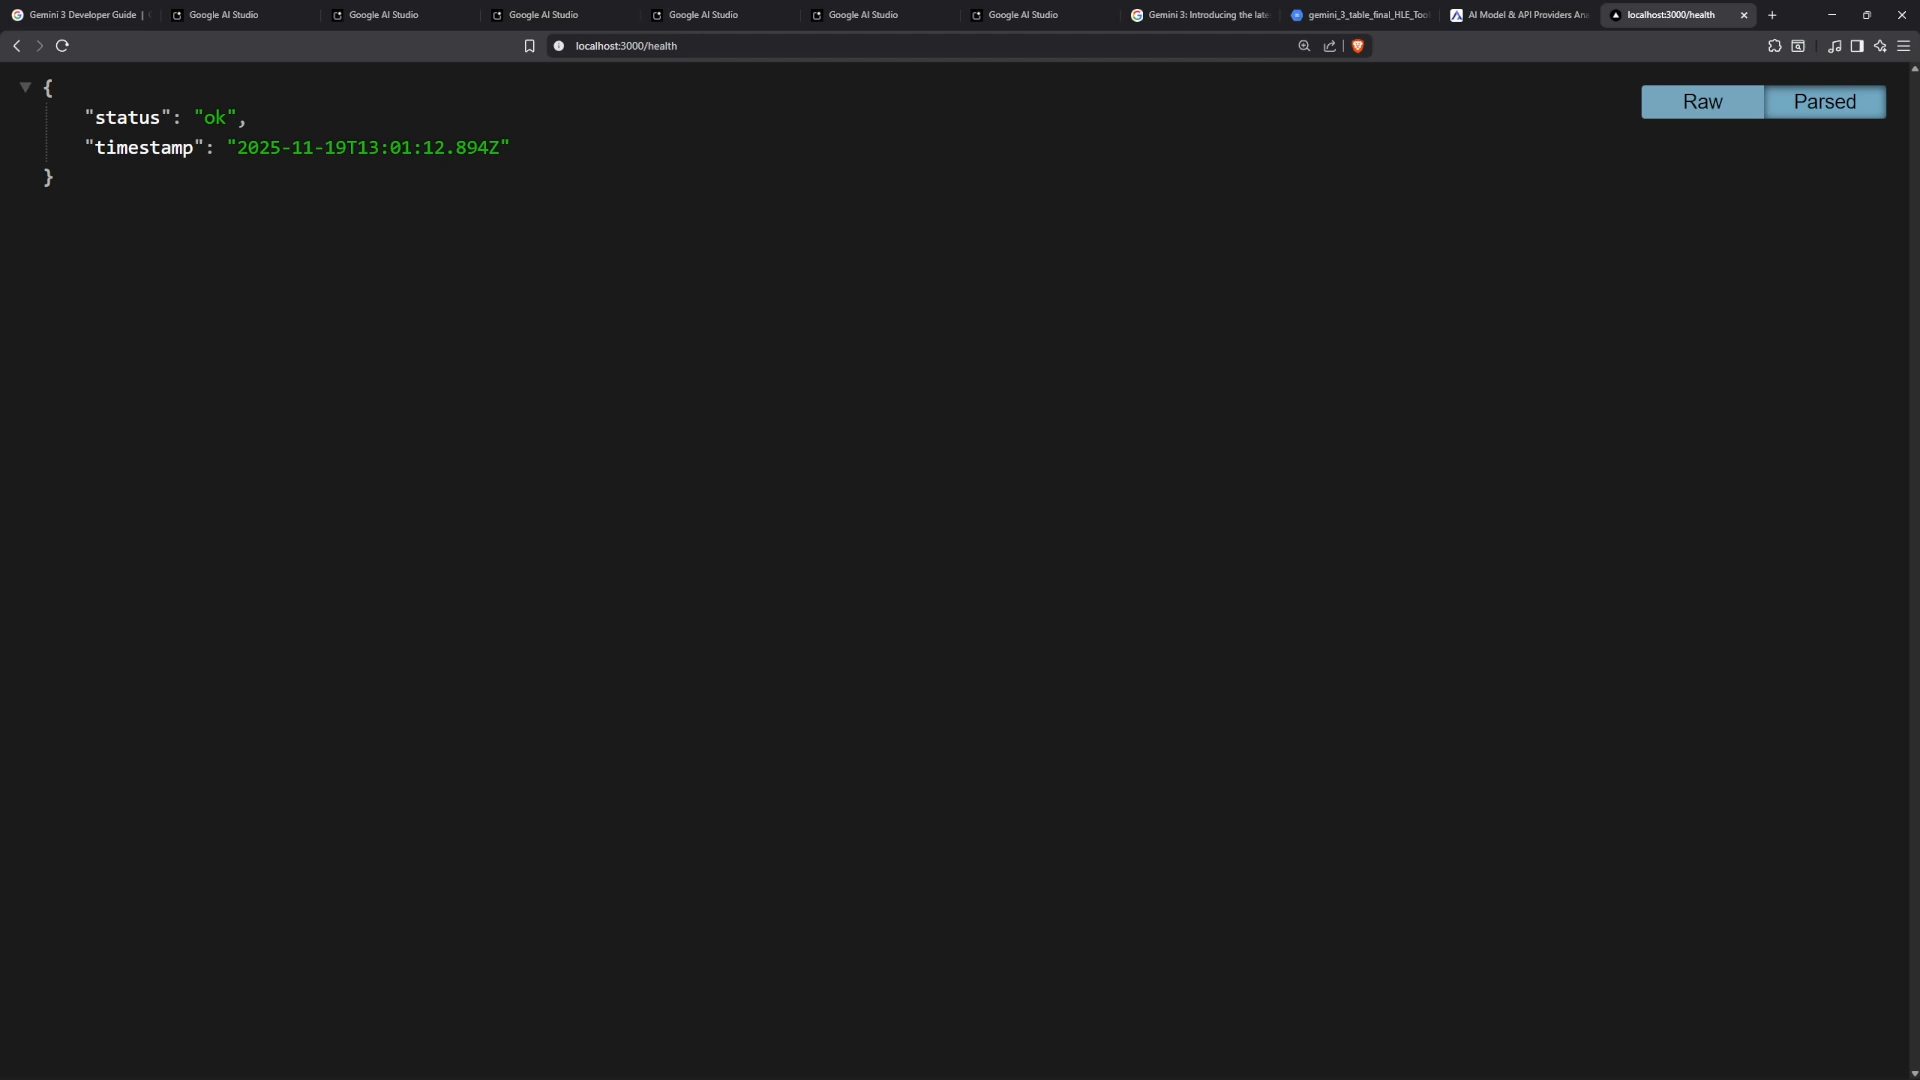 Gemini 3 Developer Guide |
Google AI Studio
Google AI Studio
Google AI Studio
Google AI Studio
Google AI Studio
Google AI Studio
Gemini 3: Introducing the late
gemini_3_table_final_HLE_Tool
AI Model & API Providers Ana
localhost:3000/health
localhost:3000/health
Raw
Parsed
{
"status": "ok",
"timestamp": "2025-11-19T13:01:12.894Z"
}